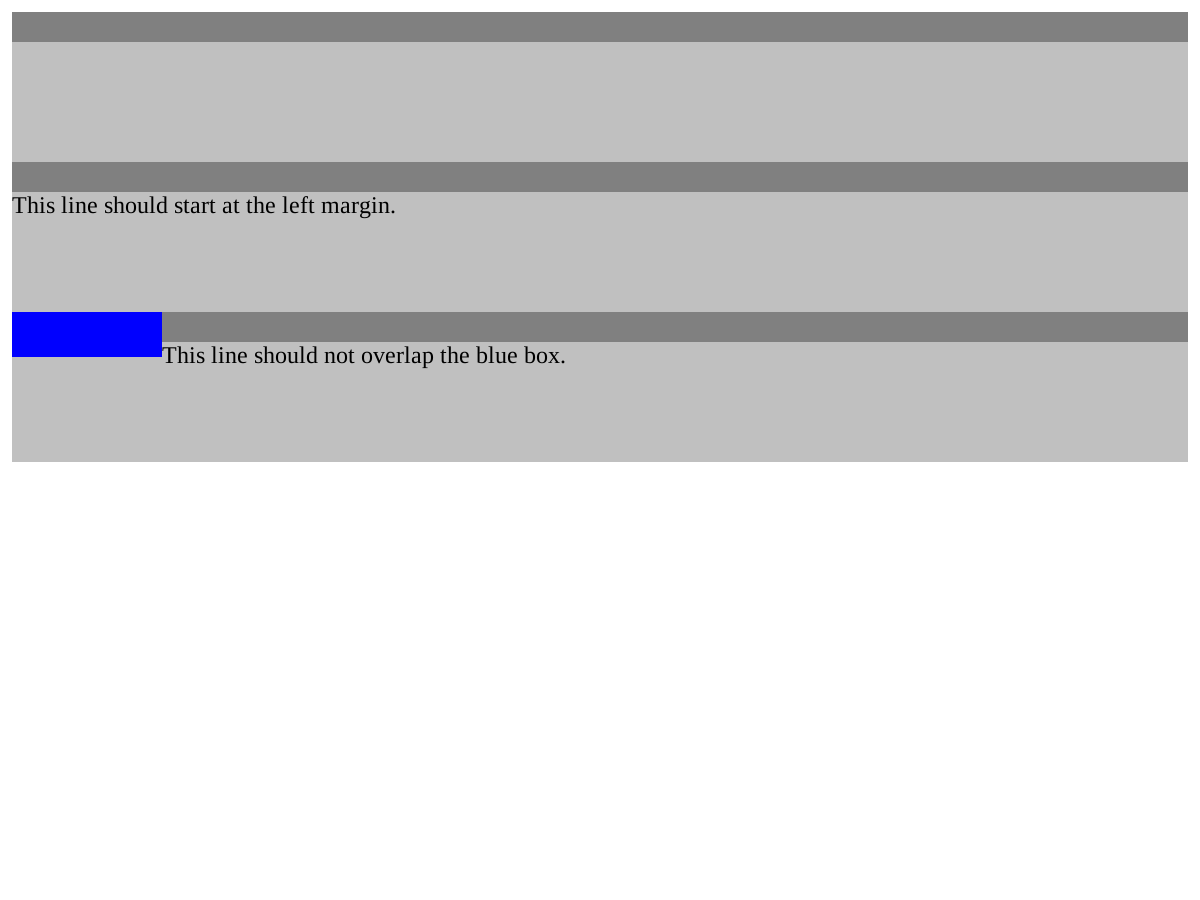 This line should start at the left margin.
This line should not overlap the blue box.